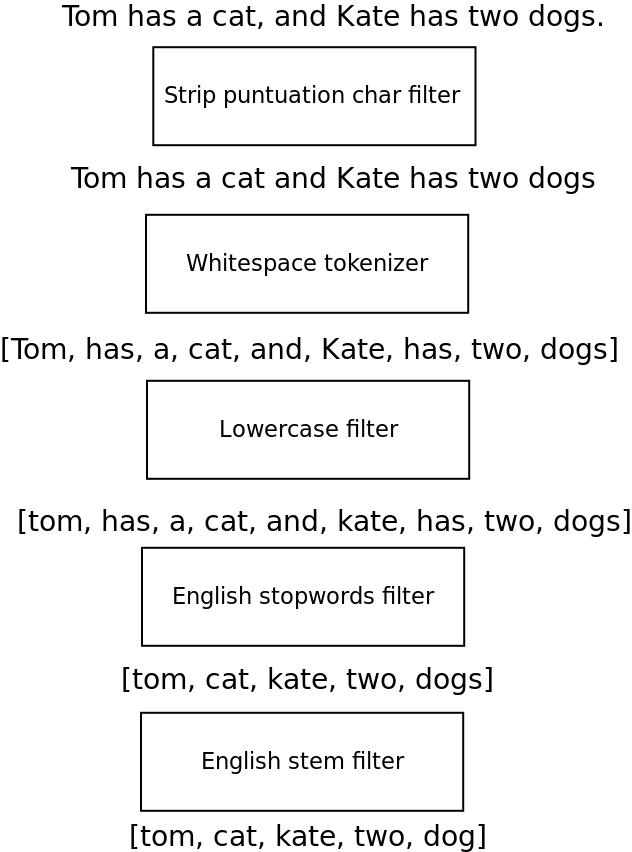 Tom has a cat, and Kate has two dogs.
Strip puntuation char filter
Tom has a cat and Kate has two dogs
Whitespace tokenizer
[Tom, has, a, cat, and, Kate, has, two, dogs]
Lowercase filter
[tom, has, a, cat, and, kate, has, two, dogs]
English stopwords filter
[tom, cat, kate, two, dogs]
English stem filter
[tom, cat, kate, two, dog]